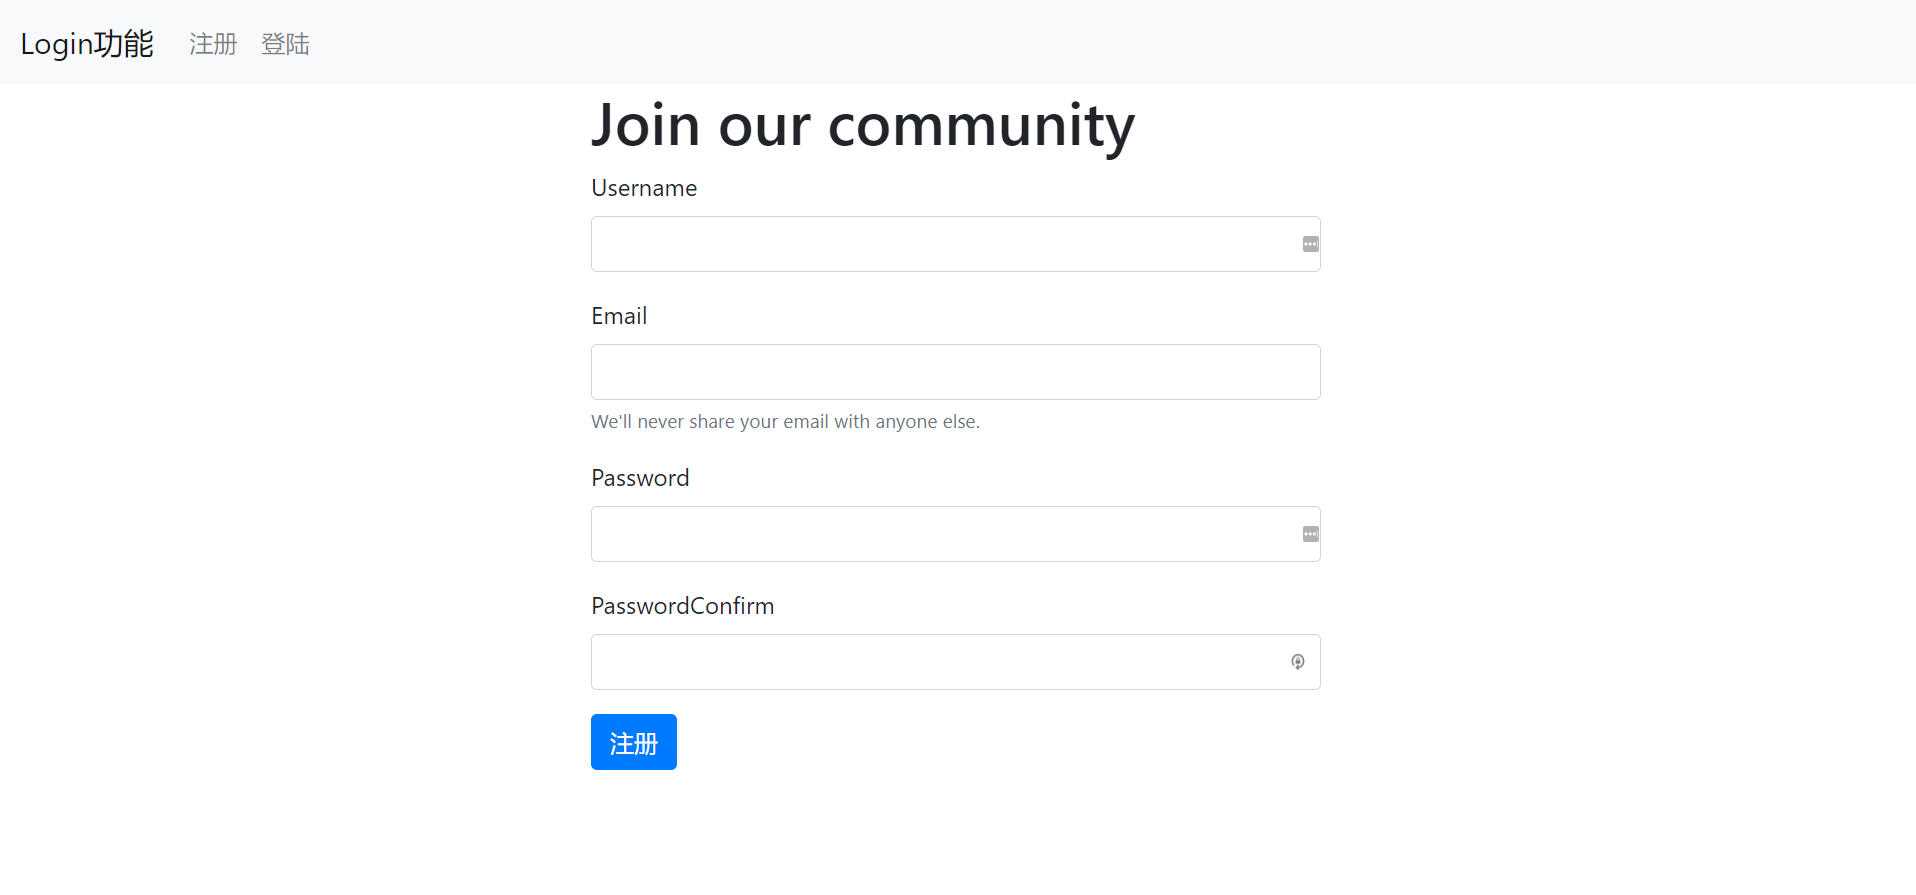 Login功能 注册 登陆
Join our community
Username
Email
We'll never share your email with anyone else.
Password
PasswordConfirm
注册